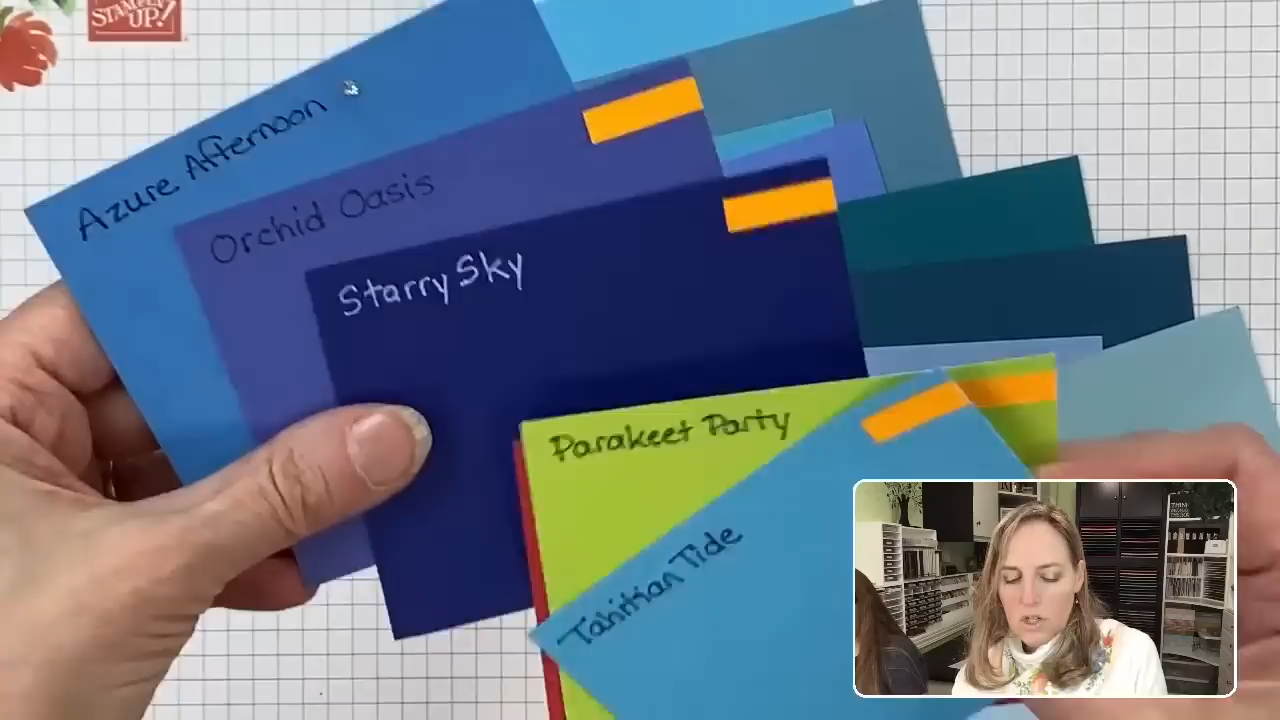 STAMPIN'
UP!
Azure Afternoon
Orchid Oasis
Starry Sky
Parakeet Party
Tahitian Tide